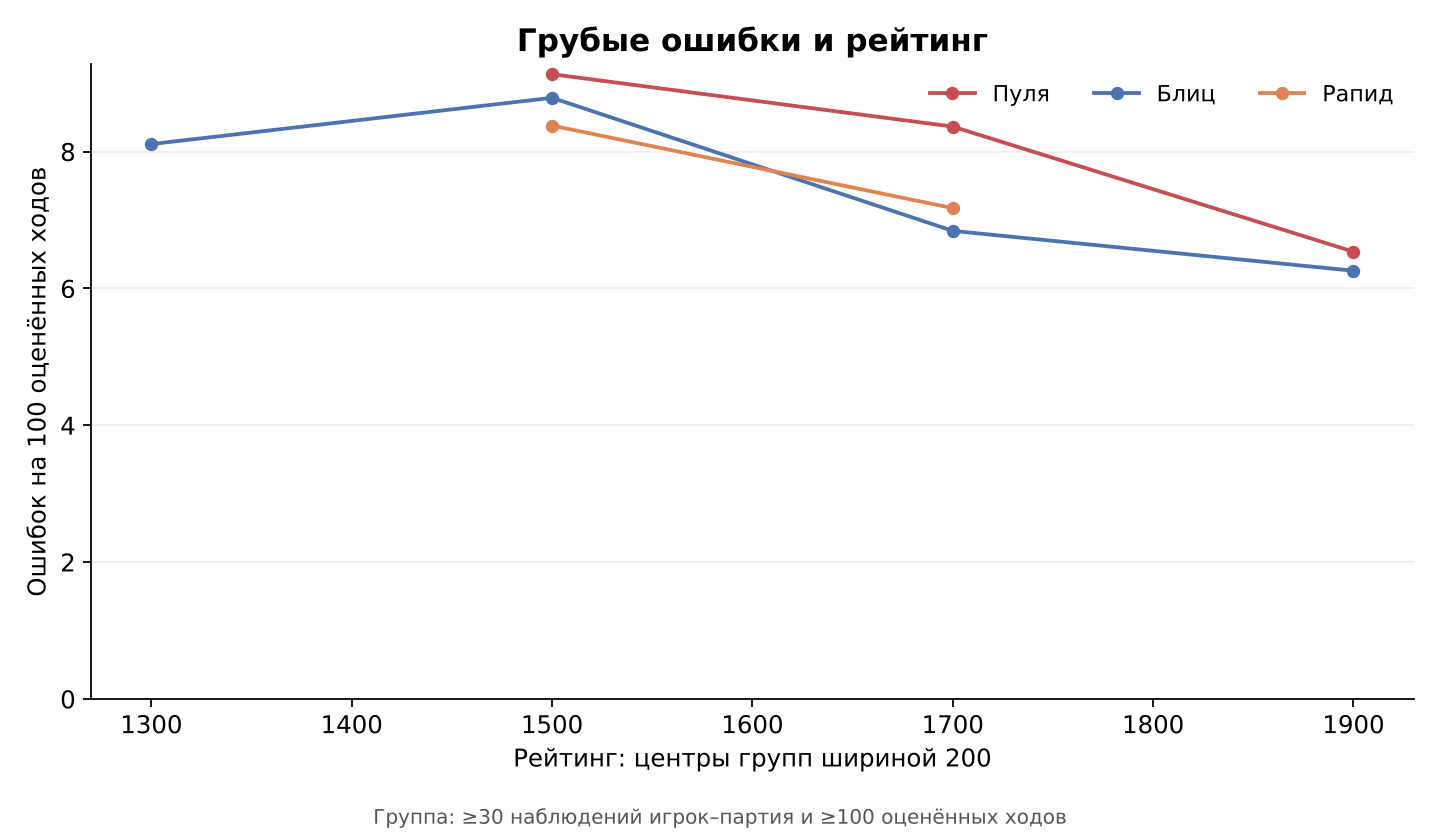 Грубые ошибки и рейтинг
Пуля
Блиц
Рапид
Ошибок на 100 оценённых ходов
8
6
4
2
0
1300 1400 1500 1600 1700 1800 1900
Рейтинг: центры групп шириной 200
Группа: ≥30 наблюдений игрок–партия и ≥100 оценённых ходов